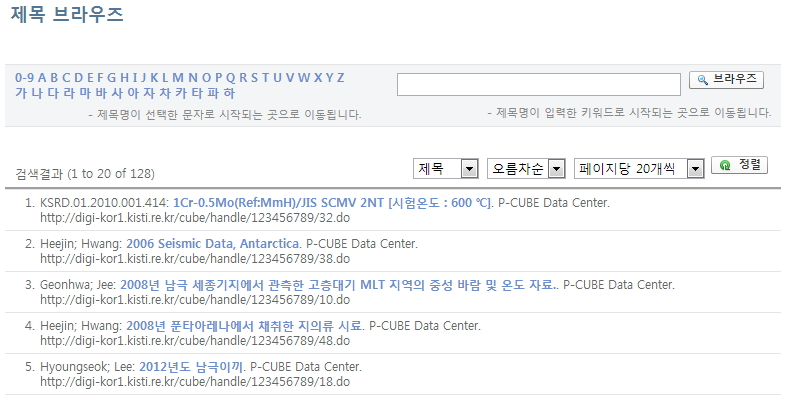 제목 브라우즈
0-9 A B C D E F G H I J K L M N O P Q R S T U V W X Y Z
가 나 다 라 마 바 사 아 자 차 카 타 파 하
- 제목명이 선택한 문자로 시작되는 곳으로 이동됩니다.
브라우즈
- 제목명이 입력한 키워드로 시작되는 곳으로 이동됩니다.
검색결과 (1 to 20 of 128)
제목 오름차순 페이지당 20개씩 정렬
1. KSRD.01.2010.001.414: 1Cr-0.5Mo(Ref:MmH)/JIS SCMV 2NT [시험온도 : 600 ℃]. P-CUBE Data Center.
http://digi-kor1.kisti.re.kr/cube/handle/123456789/32.do
2. Heejin; Hwang: 2006 Seismic Data, Antarctica. P-CUBE Data Center.
http://digi-kor1.kisti.re.kr/cube/handle/123456789/38.do
3. Geonhwa; Jee: 2008년 남극 세종기지에서 관측한 고층대기 MLT 지역의 중성 바람 및 온도 자료.. P-CUBE Data Center.
http://digi-kor1.kisti.re.kr/cube/handle/123456789/10.do
4. Heejin; Hwang: 2008년 푼타아레나에서 채취한 지의류 시료. P-CUBE Data Center.
http://digi-kor1.kisti.re.kr/cube/handle/123456789/48.do
5. Hyoungseok; Lee: 2012년도 남극이끼. P-CUBE Data Center.
http://digi-kor1.kisti.re.kr/cube/handle/123456789/18.do